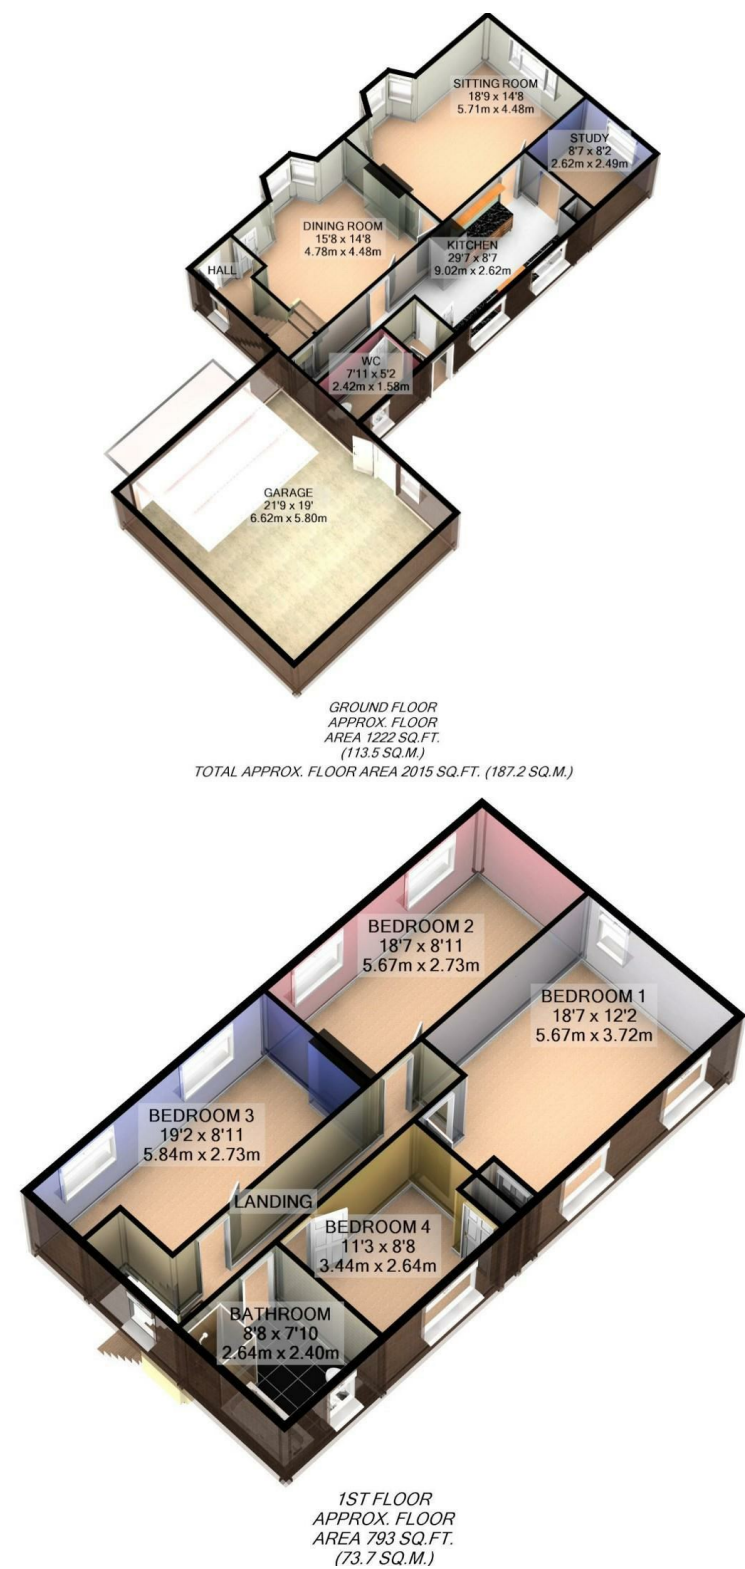 SITTING ROOM
18'9 x 14'8
5.71m x 4.48m
STUDY
8'7 x 8'2
2.62m x 2.49m
DINING ROOM
15'8 x 14'8
4.78m x 4.48m
KITCHEN
29'7 x 8'7
9.02m x 2.62m
HALL
WC
7'11 x 5'2
2.42m x 1.58m
GARAGE
21'9 x 19'
6.62m x 5.80m
GROUND FLOOR
APPROX. FLOOR
AREA 1222 SQ.FT.
(113.5 SQ.M.)
TOTAL APPROX. FLOOR AREA 2015 SQ.FT. (187.2 SQ.M.)
BEDROOM 2
18'7 x 8'11
5.67m x 2.73m
BEDROOM 1
18'7 x 12'2
5.67m x 3.72m
BEDROOM 3
19'2 x 8'11
5.84m x 2.73m
LANDING
BEDROOM 4
11'3 x 8'8
3.44m x 2.64m
BATHROOM
8'8 x 7'10
2.64m x 2.40m
1ST FLOOR
APPROX. FLOOR
AREA 793 SQ.FT.
(73.7 SQ.M.)